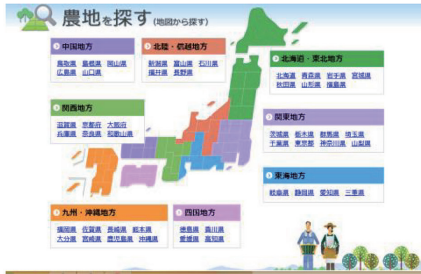 農地を探す(地図から探す)
中国地方
鳥取県 島根県 岡山県
広島県 山口県
北陸・信越地方
新潟県 富山県 石川県
福井県 長野県
北海道・東北地方
北海道 青森県 岩手県 宮城県
秋田県 山形県 福島県
関西地方
滋賀県 京都府 大阪府
兵庫県 奈良県 和歌山県
関東地方
茨城県 栃木県 群馬県 埼玉県
千葉県 東京都 神奈川県 山梨県
東海地方
岐阜県 静岡県 愛知県 三重県
九州・沖縄地方
福岡県 佐賀県 長崎県 熊本県
大分県 宮崎県 鹿児島県 沖縄県
四国地方
徳島県 香川県
愛媛県 高知県